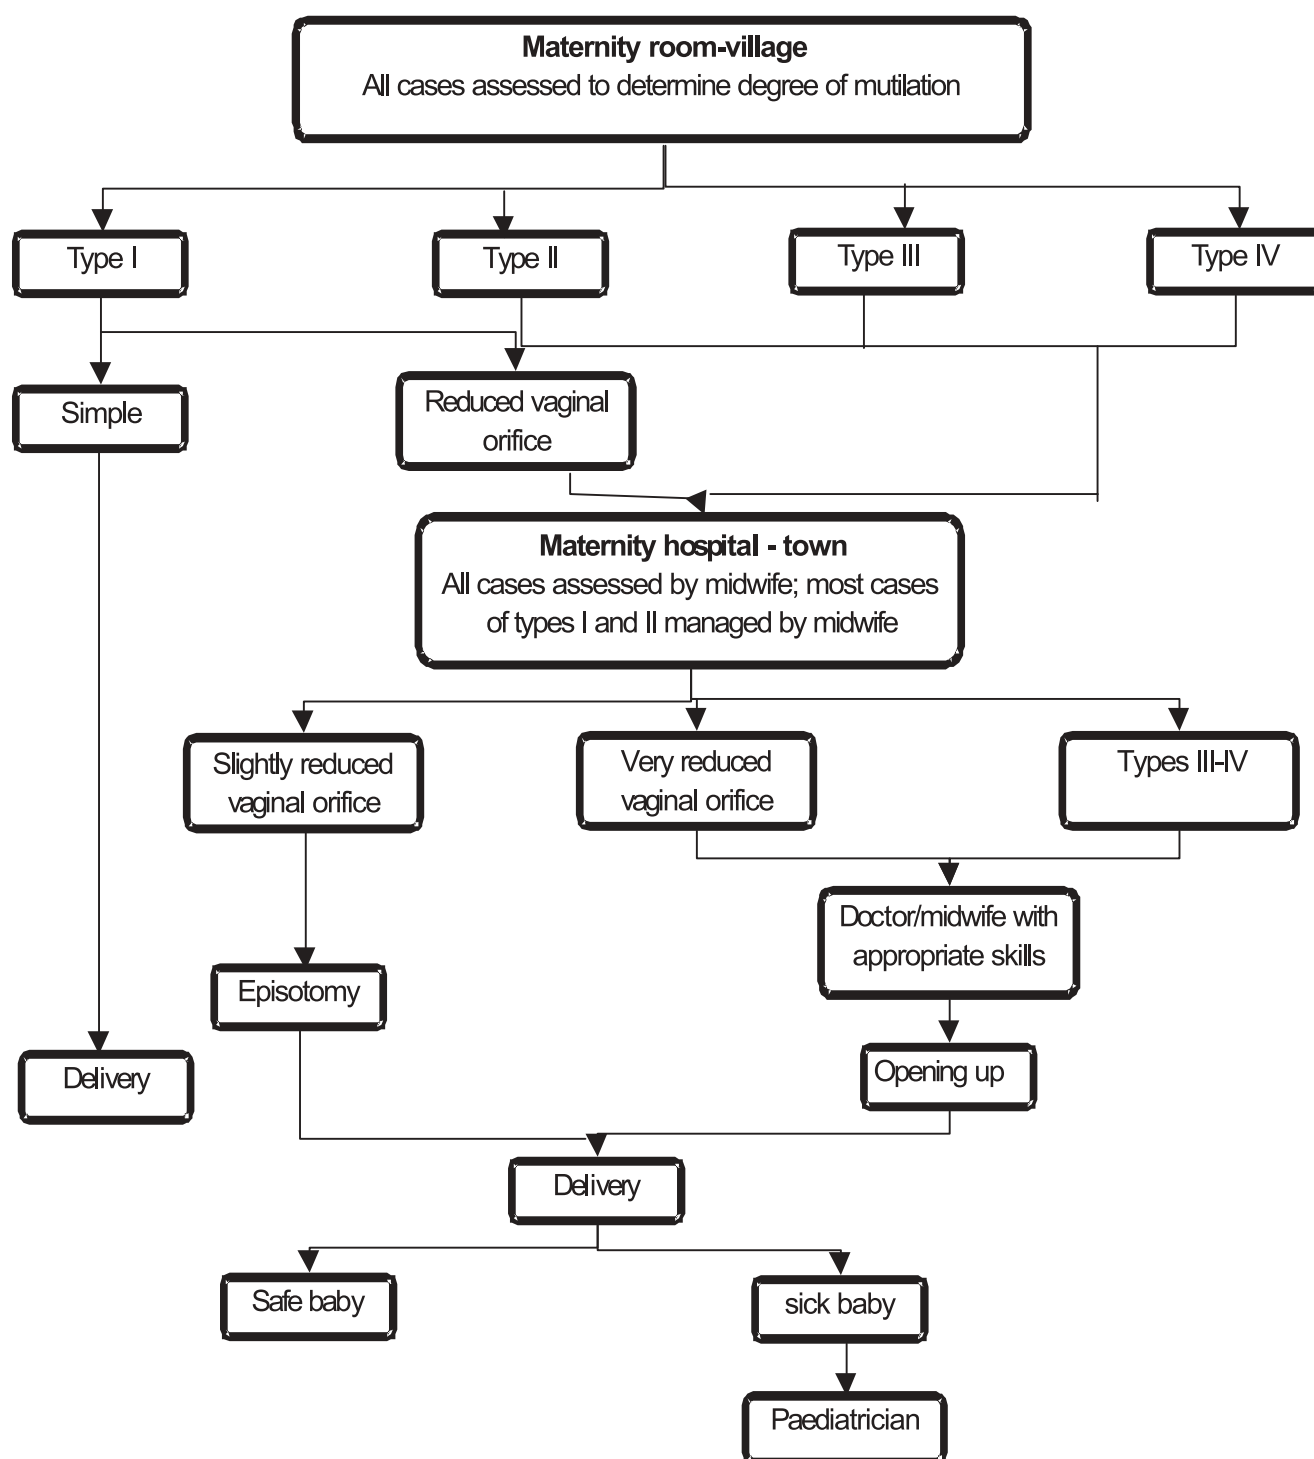 Maternity room-village
All cases assessed to determine degree of mutilation
Type I
Type II
Type III
Type IV
Simple
Reduced vaginal
orifice
Maternity hospital - town
All cases assessed by midwife; most cases
of types I and II managed by midwife
Slightly reduced
vaginal orifice
Very reduced
vaginal orifice
Types III-IV
Doctor/midwife with
appropriate skills
Episotomy
Delivery
Opening up
Delivery
Safe baby
sick baby
Paediatrician